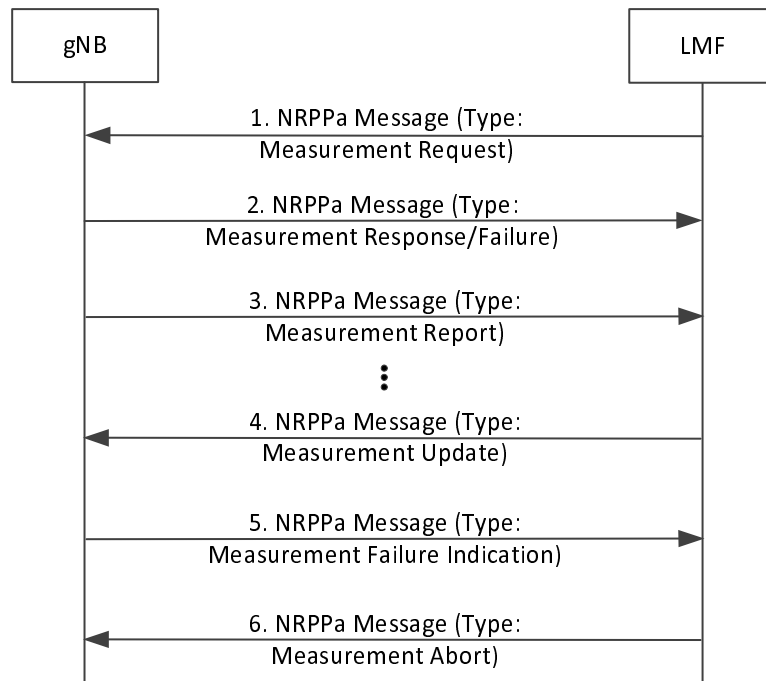 gNB
LMF
1. NRPPa Message (Type:
Measurement Request)
2. NRPPa Message (Type:
Measurement Response/Failure)
3. NRPPa Message (Type:
Measurement Report)
4. NRPPa Message (Type:
Measurement Update)
5. NRPPa Message (Type:
Measurement Failure Indication)
6. NRPPa Message (Type:
Measurement Abort)